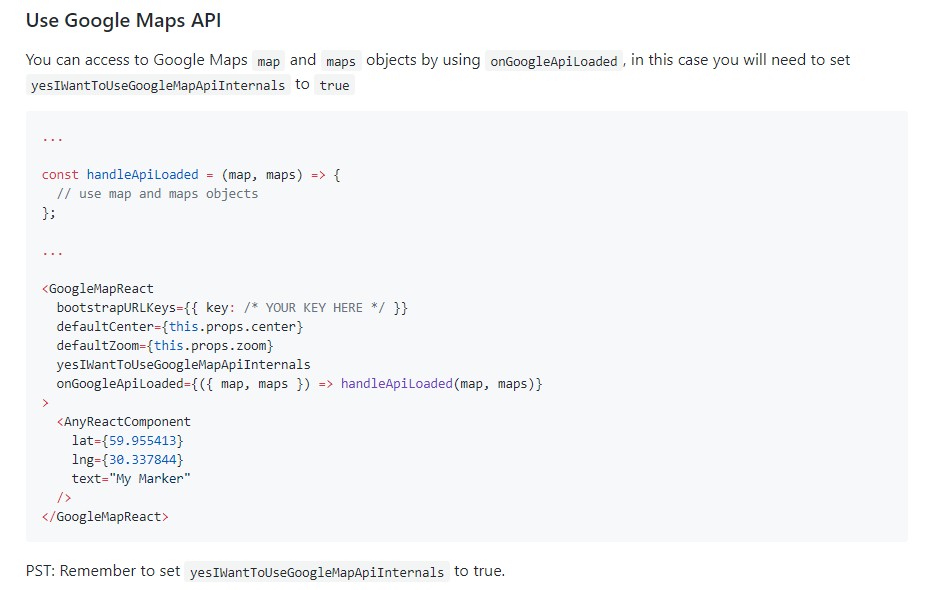 Use Google Maps API
You can access to Google Maps map and maps objects by using onGoogleApiLoaded , in this case you will need to set
yesIWantToUseGoogleMapApiInternals to true
...
const handleApiLoaded = (map, maps) => {
  // use map and maps objects
};
...
<GoogleMapReact
  bootstrapURLKeys={{ key: /* YOUR KEY HERE */ }}
  defaultCenter={this.props.center}
  defaultZoom={this.props.zoom}
  yesIWantToUseGoogleMapApiInternals
  onGoogleApiLoaded={({ map, maps }) => handleApiLoaded(map, maps)}
>
  <AnyReactComponent
    lat={59.955413}
    lng={30.337844}
    text="My Marker"
  />
</GoogleMapReact>
PST: Remember to set yesIWantToUseGoogleMapApiInternals to true.